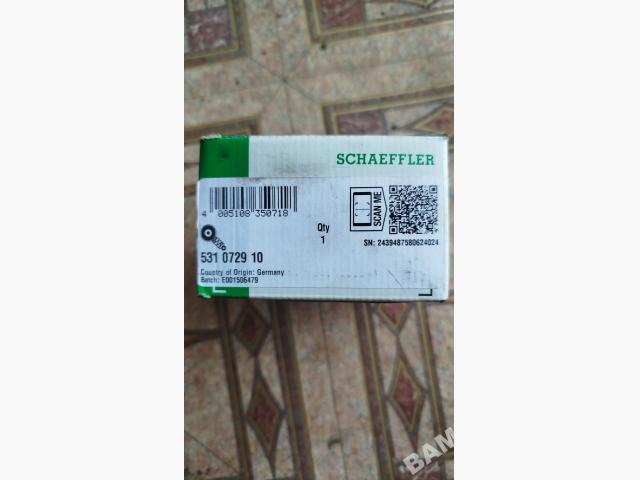 SCHAEFFLER
4 005108 350718
Qty
1
SCAN ME
SN: 2439487580624024
531 0729 10
Country of Origin: Germany
Batch: E001506479
BAM